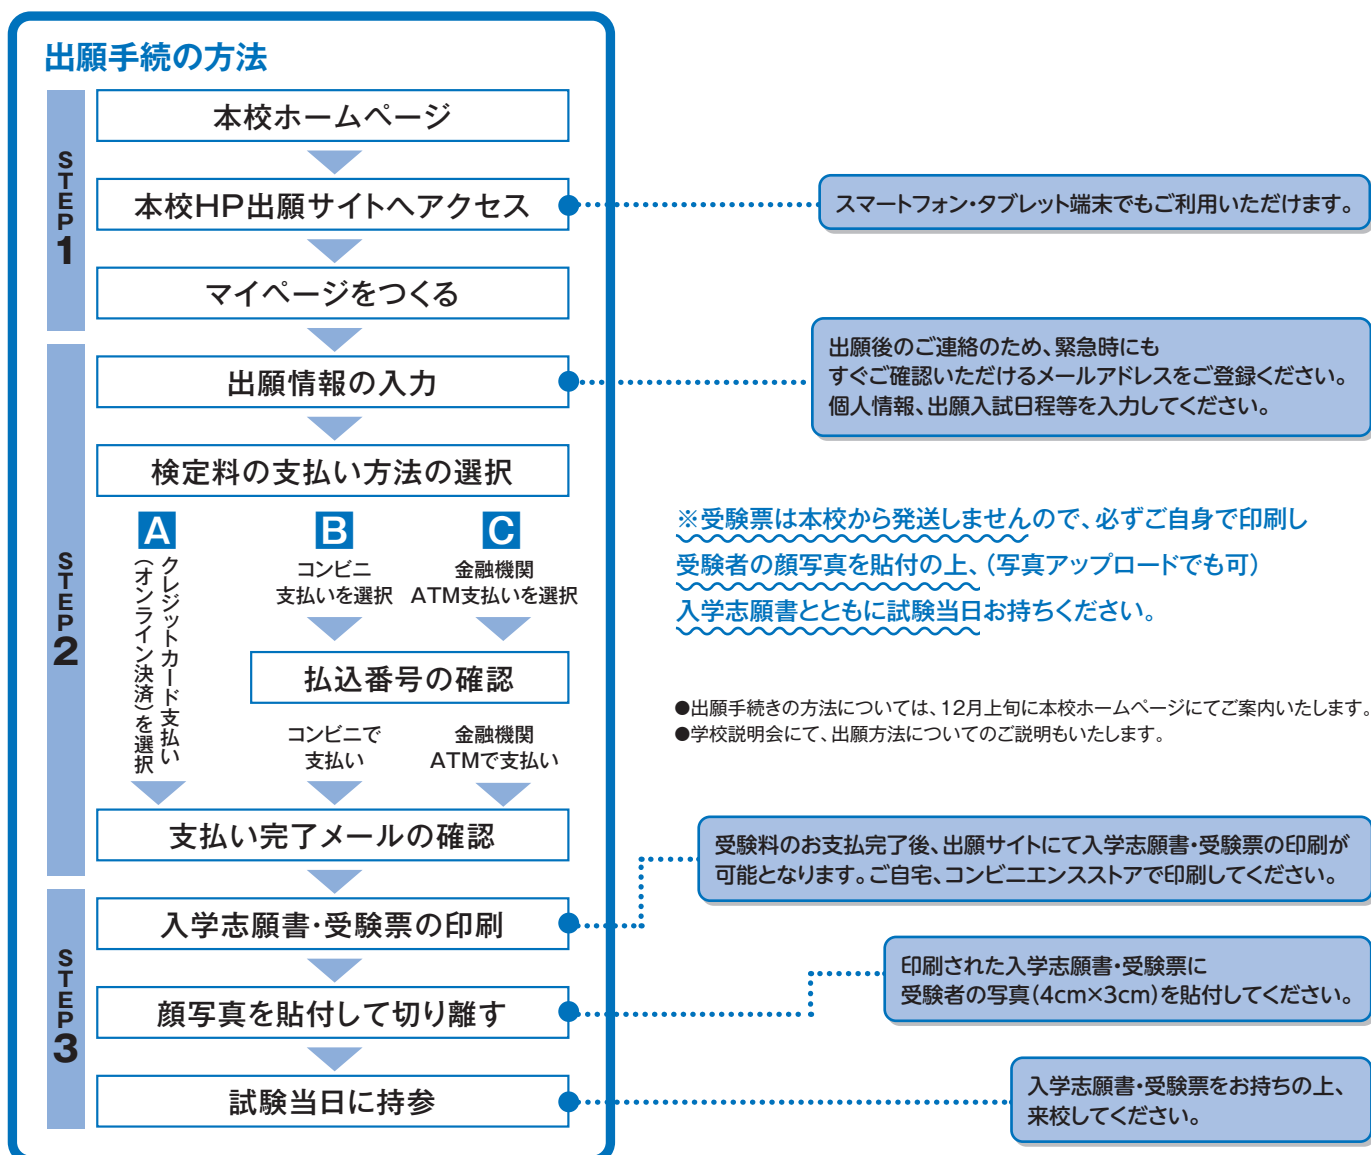 出願手続の方法
STEP1
本校ホームページ
本校HP出願サイトへアクセス
スマートフォン・タブレット端末でもご利用いただけます。
マイページをつくる
STEP2
出願情報の入力
出願後のご連絡のため、緊急時にも
すぐご確認いただけるメールアドレスをご登録ください。
個人情報、出願入試日程等を入力してください。
検定料の支払い方法の選択
A
クレジットカード支払い
(オンライン決済)を選択
B
コンビニ
支払いを選択
C
金融機関
ATM支払いを選択
払込番号の確認
コンビニで
支払い
金融機関
ATMで支払い
※受験票は本校から発送しませんので、必ずご自身で印刷し
受験者の顔写真を貼付の上、(写真アップロードでも可)
入学志願書とともに試験当日お持ちください。
●出願手続きの方法については、12月上旬に本校ホームページにてご案内いたします。
●学校説明会にて、出願方法についてのご説明もいたします。
支払い完了メールの確認
STEP3
入学志願書・受験票の印刷
受験料のお支払完了後、出願サイトにて入学志願書・受験票の印刷が
可能となります。ご自宅、コンビニエンスストアで印刷してください。
顔写真を貼付して切り離す
印刷された入学志願書・受験票に
受験者の写真(4cm×3cm)を貼付してください。
試験当日に持参
入学志願書・受験票をお持ちの上、
来校してください。